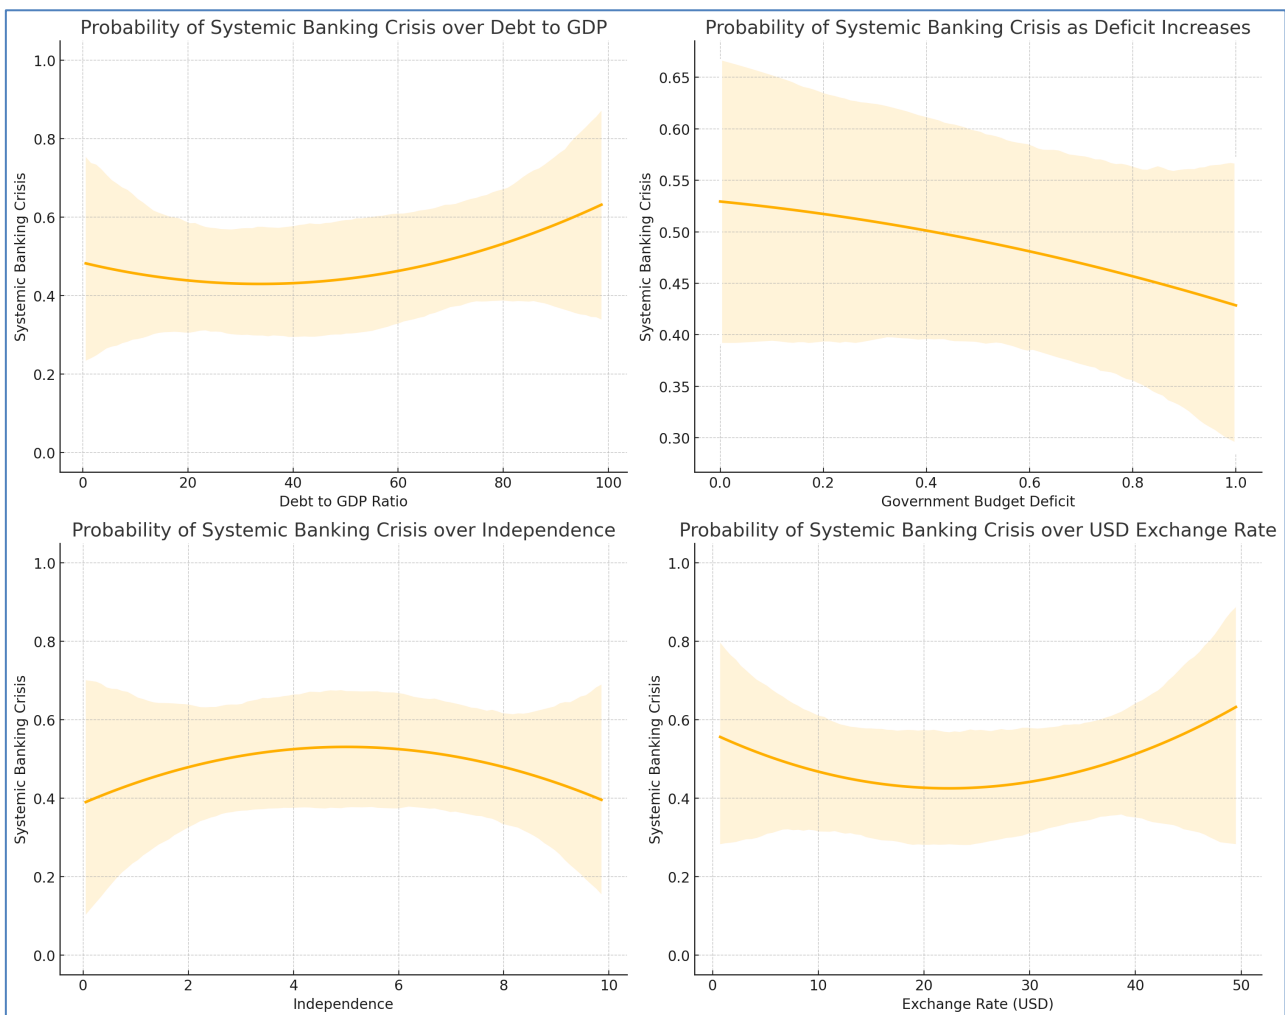 Probability of Systemic Banking Crisis over Debt to GDP
1.0
0.8
0.6
0.4
0.2
0.0
Systemic Banking Crisis
0 20 40 60 80 100
Debt to GDP Ratio
Probability of Systemic Banking Crisis as Deficit Increases
0.65
0.60
0.55
0.50
0.45
0.40
0.35
0.30
Systemic Banking Crisis
0.0 0.2 0.4 0.6 0.8 1.0
Government Budget Deficit
Probability of Systemic Banking Crisis over Independence
1.0
0.8
0.6
0.4
0.2
0.0
Systemic Banking Crisis
0 2 4 6 8 10
Independence
Probability of Systemic Banking Crisis over USD Exchange Rate
1.0
0.8
0.6
0.4
0.2
0.0
Systemic Banking Crisis
0 10 20 30 40 50
Exchange Rate (USD)